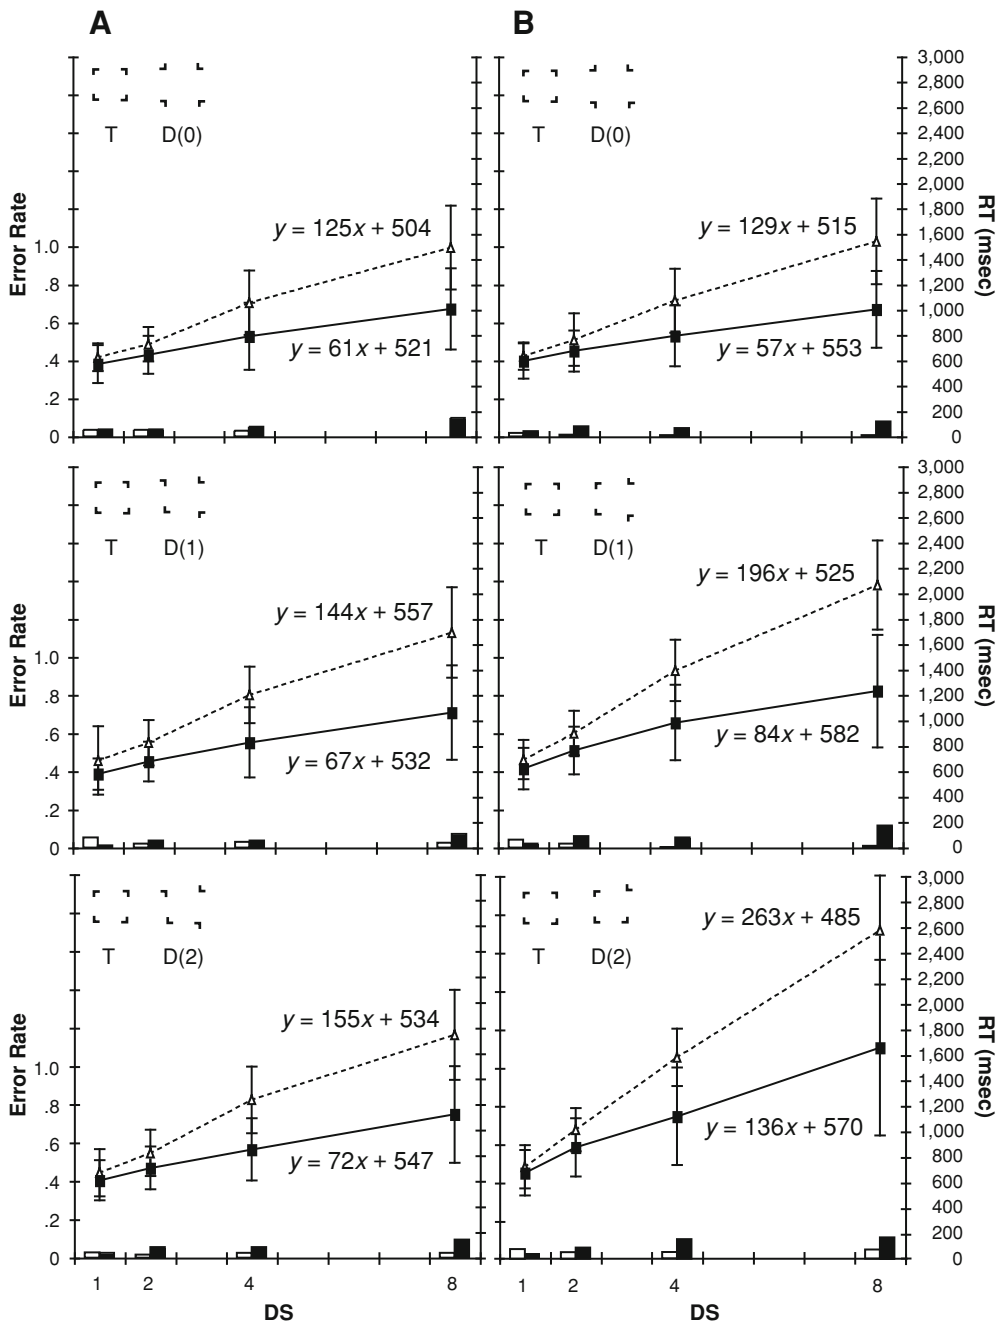 A
B
T D(0)
T D(0)
3,000
2,800
2,600
2,400
2,200
2,000
1,800
1,600
1,400
1,200
1,000
800
600
400
200
0
1.0
.8
.6
.4
.2
0
Error Rate
RT (msec)
y = 125x + 504
y = 61x + 521
y = 129x + 515
y = 57x + 553
T D(1)
T D(1)
3,000
2,800
2,600
2,400
2,200
2,000
1,800
1,600
1,400
1,200
1,000
800
600
400
200
0
1.0
.8
.6
.4
.2
0
Error Rate
RT (msec)
y = 144x + 557
y = 67x + 532
y = 196x + 525
y = 84x + 582
T D(2)
T D(2)
3,000
2,800
2,600
2,400
2,200
2,000
1,800
1,600
1,400
1,200
1,000
800
600
400
200
0
1.0
.8
.6
.4
.2
0
Error Rate
RT (msec)
y = 155x + 534
y = 72x + 547
y = 263x + 485
y = 136x + 570
1 2 4 8
1 2 4 8
DS
DS